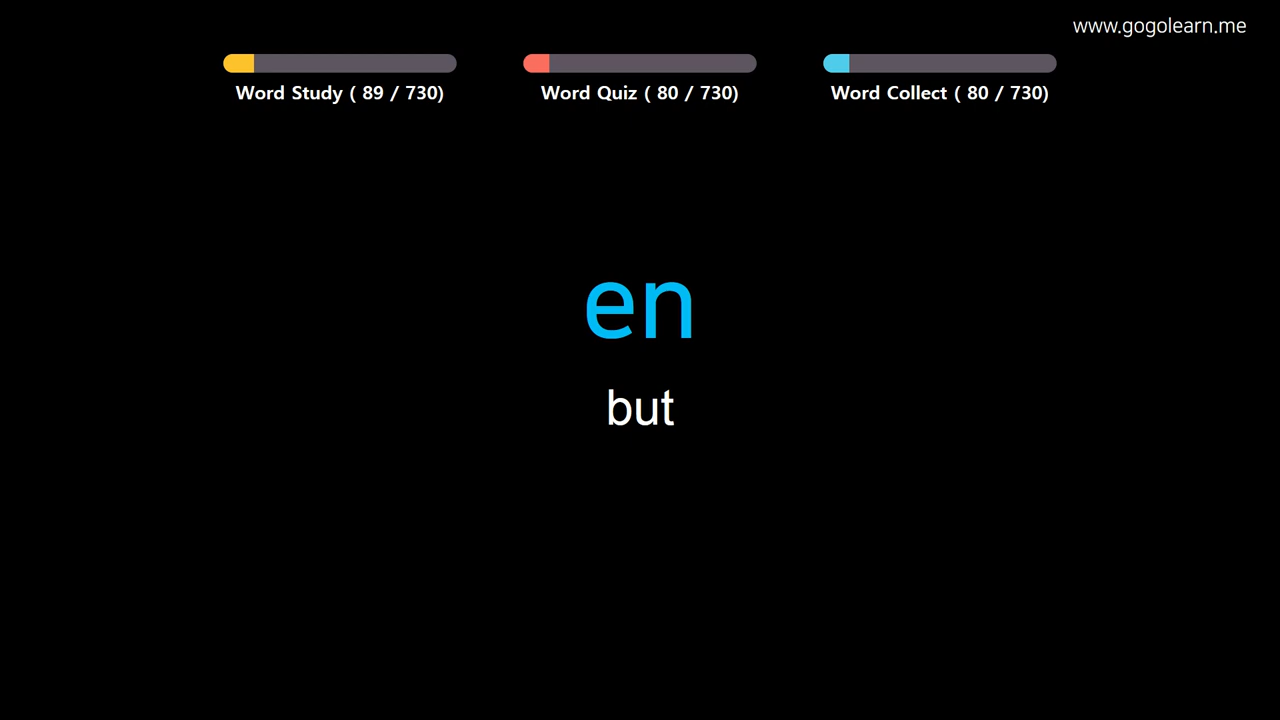 www.gogolearn.me
Word Study ( 89 / 730)
Word Quiz ( 80 / 730)
Word Collect ( 80 / 730)
en
but